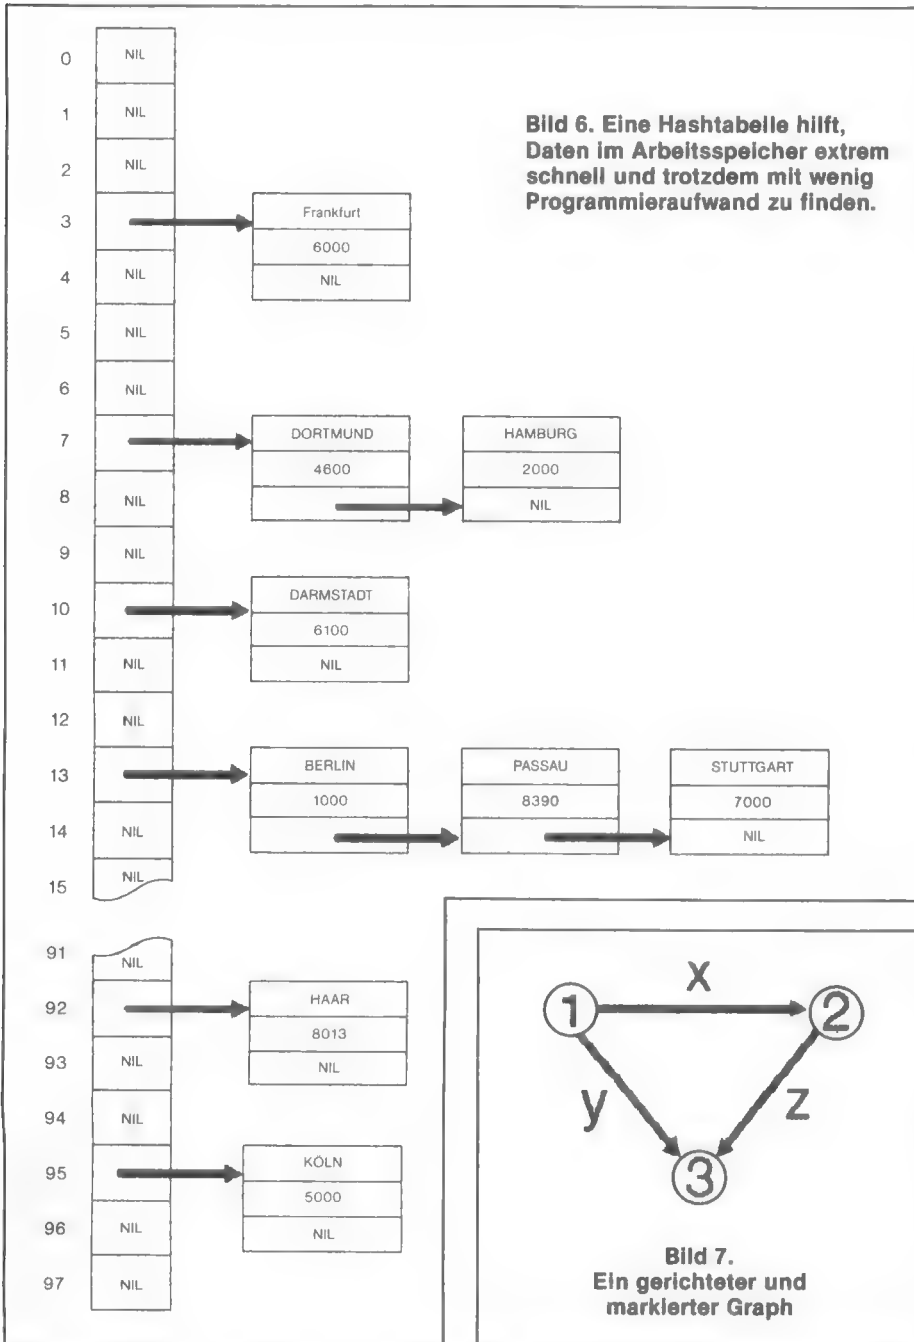 Bild 6. Eine Hashtabelle hilft,
Daten im Arbeitsspeicher extrem
schnell und trotzdem mit wenig
Programmieraufwand zu finden.
0 NIL
1 NIL
2 NIL
3
Frankfurt
6000
NIL
4 NIL
5 NIL
6 NIL
7
DORTMUND
4600
HAMBURG
2000
NIL
8 NIL
9 NIL
10
DARMSTADT
6100
NIL
11 NIL
12 NIL
13
BERLIN
1000
PASSAU
8390
STUTTGART
7000
NIL
14 NIL
15 NIL
91 NIL
92
HAAR
8013
NIL
93 NIL
94 NIL
95
KÖLN
5000
NIL
96 NIL
97 NIL
1 x 2
y z
3
Bild 7.
Ein gerichteter und
markierter Graph